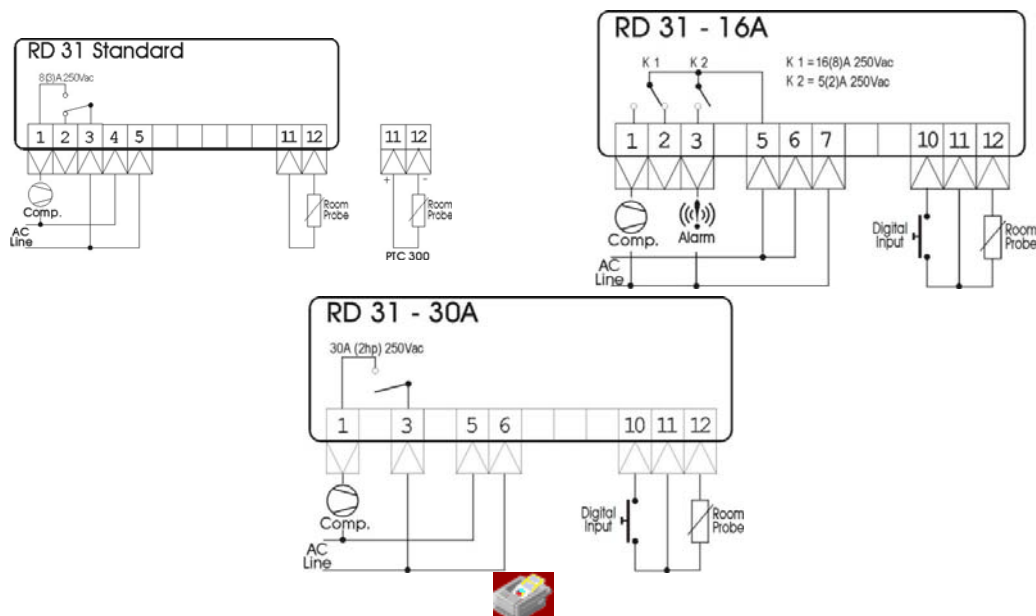 RD 31 Standard
8(3)A 250Vac
1 2 3 4 5 11 12
Comp.
AC
Line
Room
Probe
11 12
+ -
Room
Probe
PTC 300
RD 31 - 16A
K 1 K 2
K 1 = 16(8)A 250Vac
K 2 = 5(2)A 250Vac
1 2 3 5 6 7 10 11 12
Comp.
Alarm
AC
Line
Digital
Input
Room
Probe
RD 31 - 30A
30A (2hp) 250Vac
1 3 5 6 10 11 12
Comp.
AC
Line
Digital
Input
Room
Probe